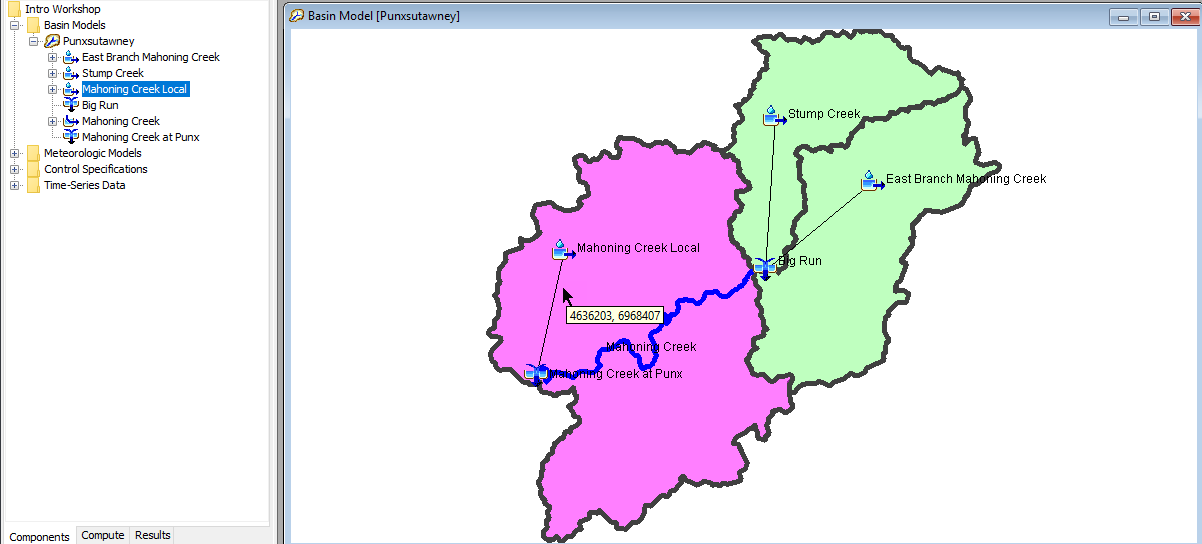 Intro Workshop
Basin Models
Punxsutawney
East Branch Mahoning Creek
Stump Creek
Mahoning Creek Local
Big Run
Mahoning Creek
Mahoning Creek at Punx
Meteorologic Models
Control Specifications
Time-Series Data
Components
Compute
Results
Basin Model [Punxsutawney]
Stump Creek
East Branch Mahoning Creek
Mahoning Creek Local
Big Run
4636203, 6968407
Mahoning Creek
Mahoning Creek at Punx